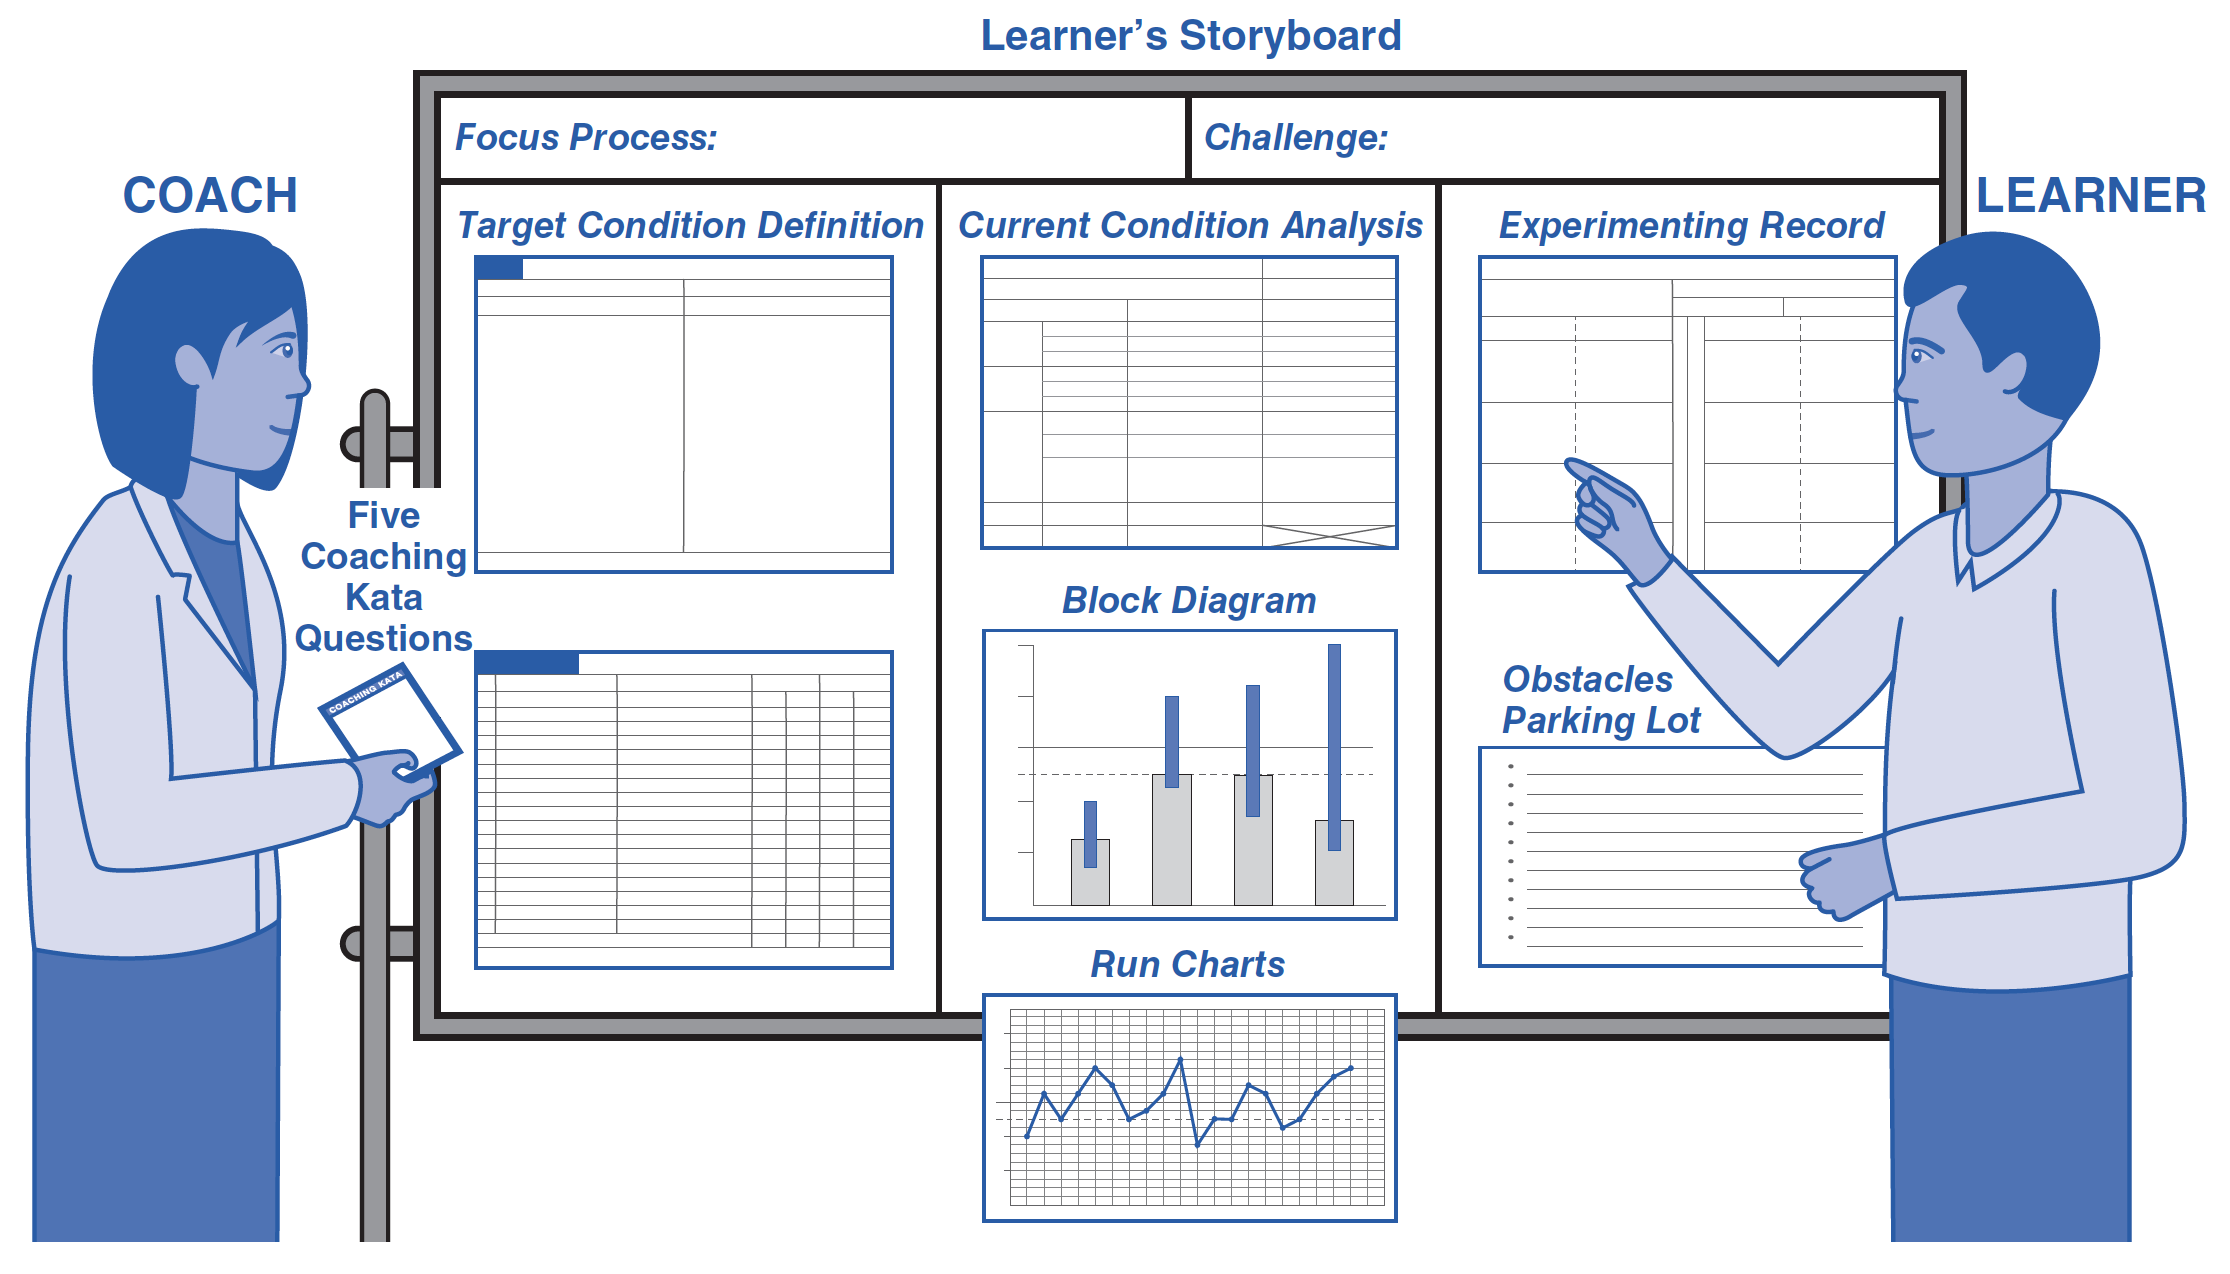 Learner’s Storyboard
Focus Process:
Challenge:
COACH
LEARNER
Target Condition Definition
Current Condition Analysis
Experimenting Record
Five
Coaching
Kata
Questions
COACHING KATA
Block Diagram
Obstacles
Parking Lot
Run Charts